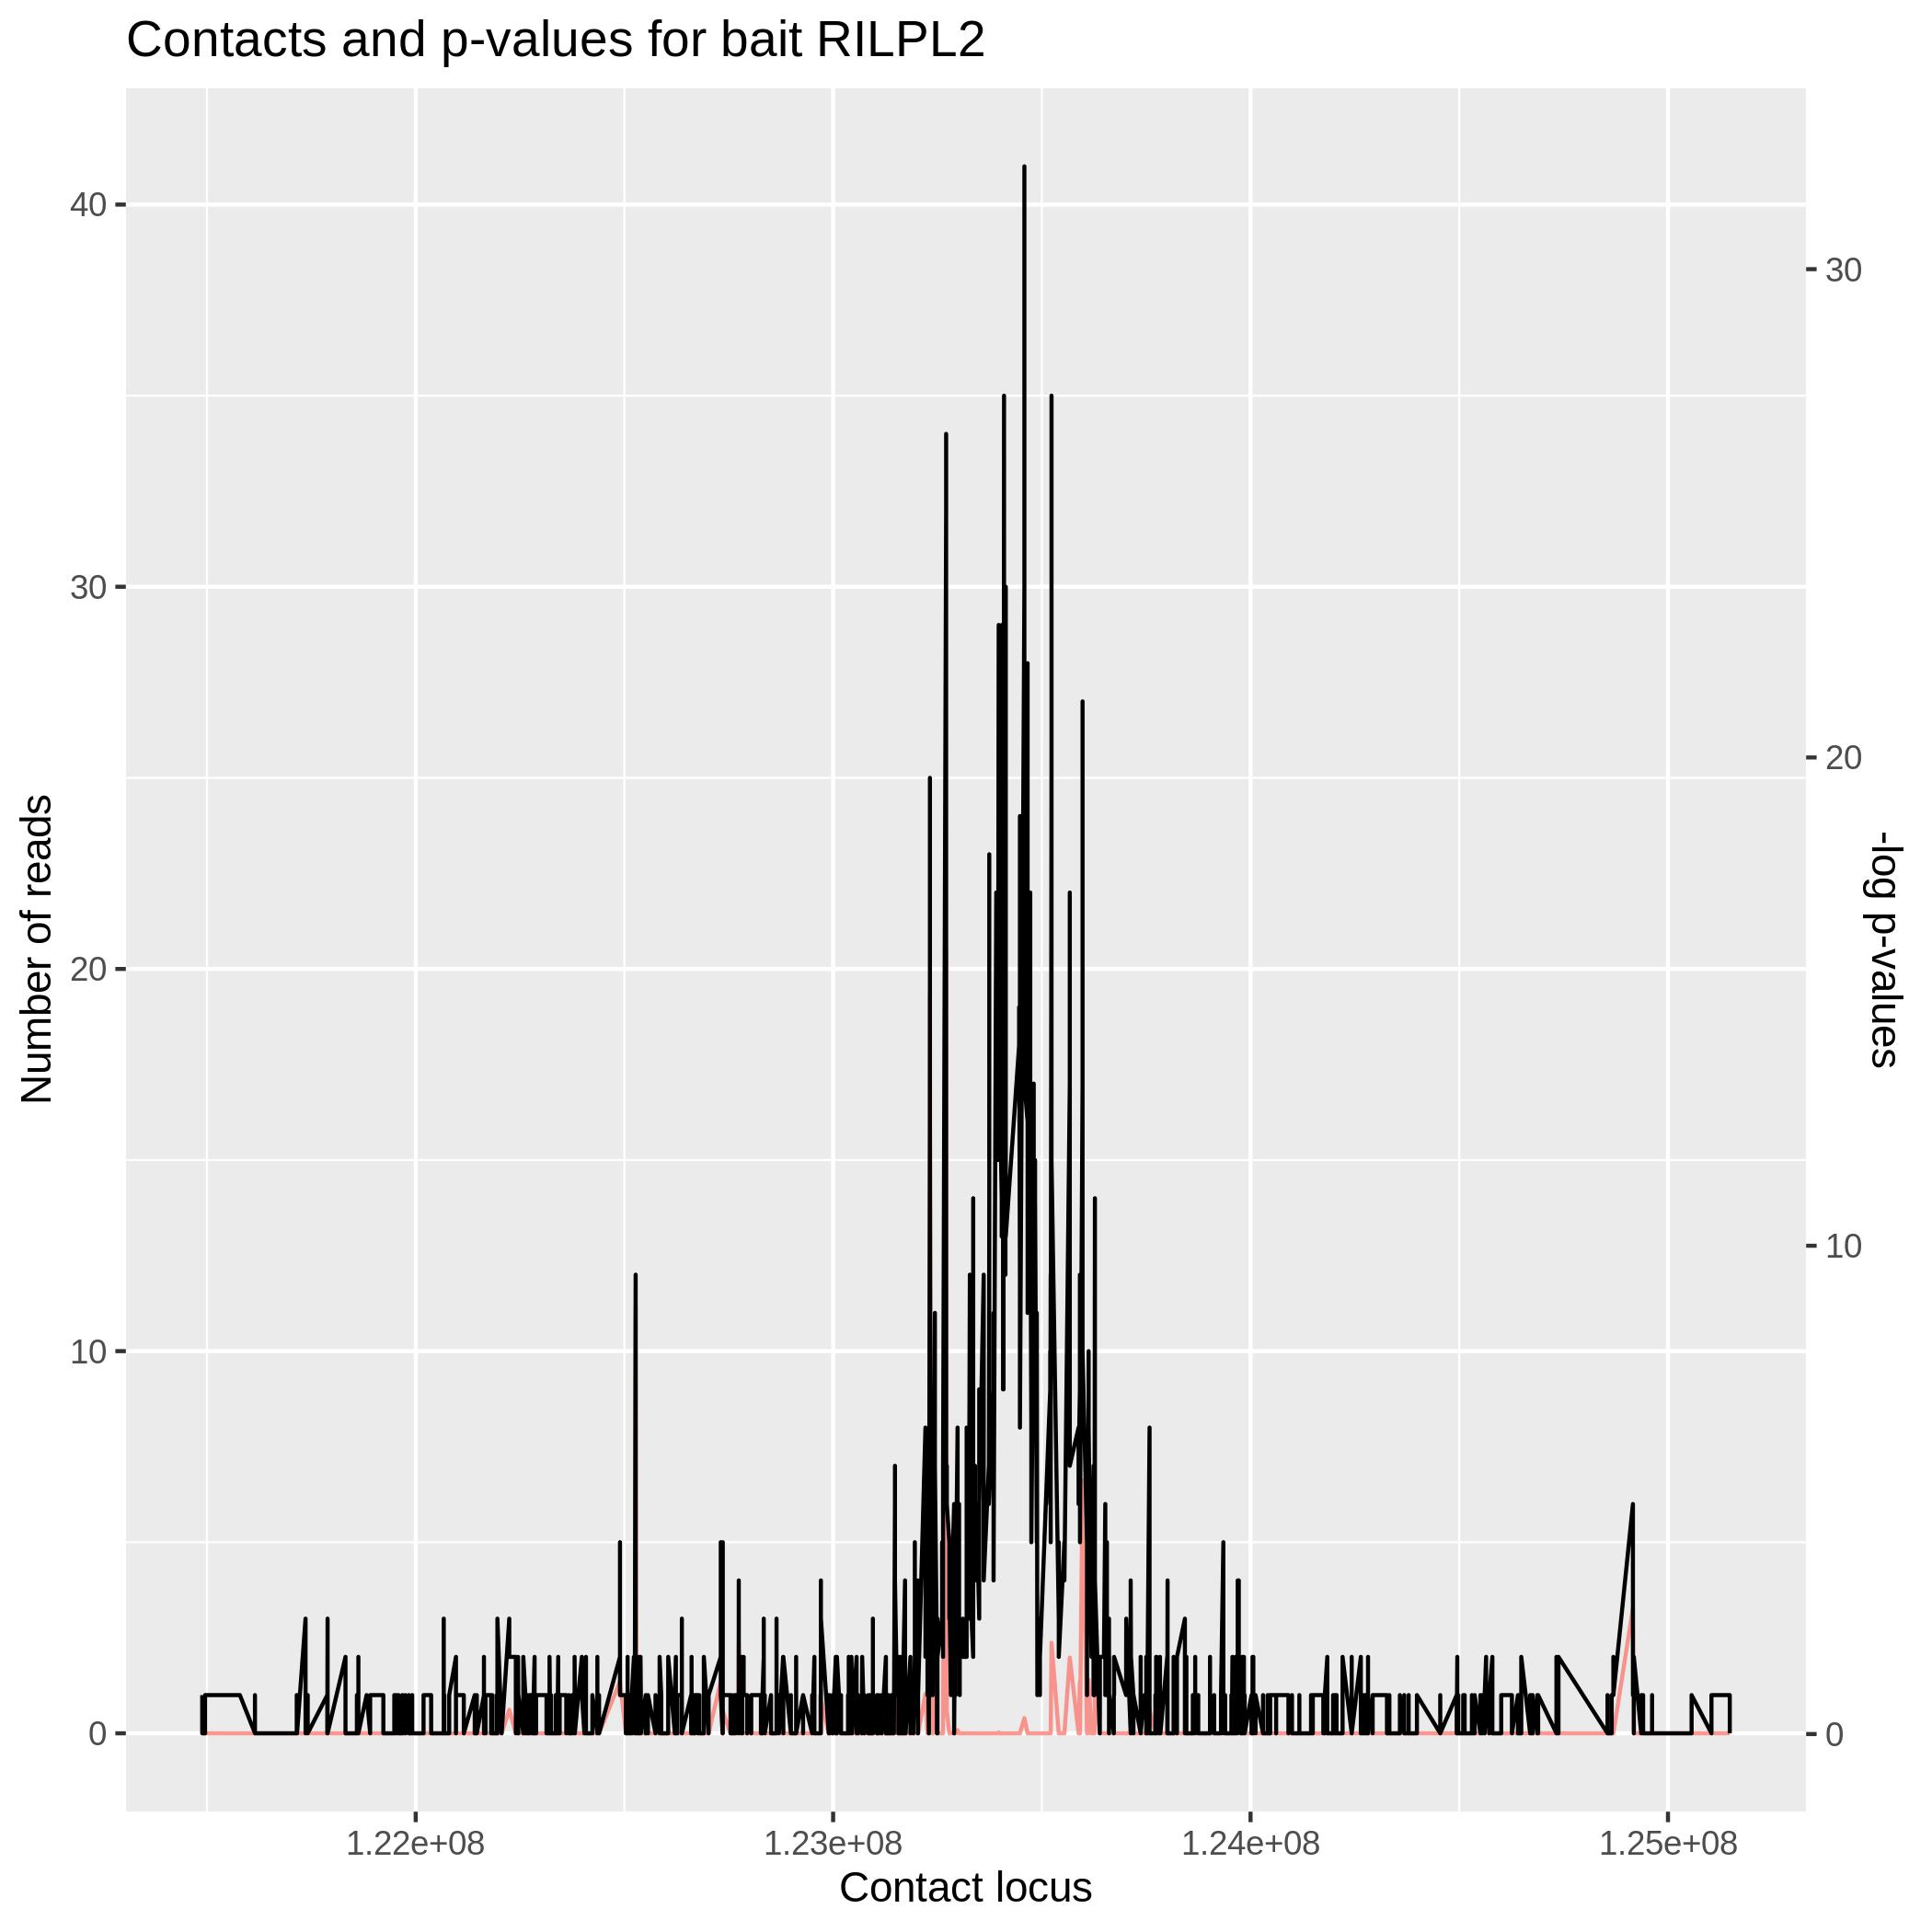 Contacts and p-values for bait RILPL2
40
30
20
10
0
Number of reads
30
20
10
0
-log p-values
1.22e+08
1.23e+08
1.24e+08
1.25e+08
Contact locus